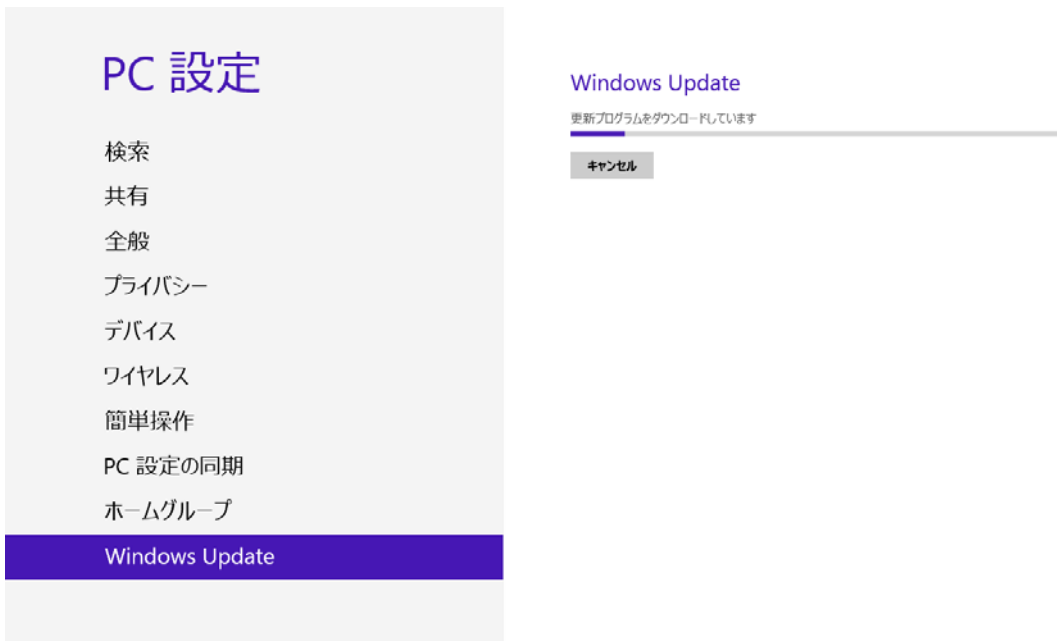 PC 設定
検索
共有
全般
プライバシー
デバイス
ワイヤレス
簡単操作
PC 設定の同期
ホームグループ
Windows Update
Windows Update
更新プログラムをダウンロードしています
キャンセル